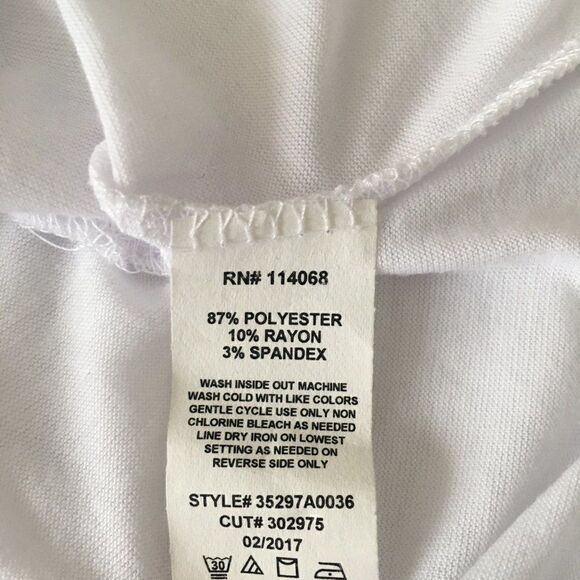 RN# 114068
87% POLYESTER
10% RAYON
3% SPANDEX
WASH INSIDE OUT MACHINE
WASH COLD WITH LIKE COLORS
GENTLE CYCLE USE ONLY NON
CHLORINE BLEACH AS NEEDED
LINE DRY IRON ON LOWEST
SETTING AS NEEDED ON
REVERSE SIDE ONLY
STYLE# 35297A0036
CUT# 302975
02/2017
30